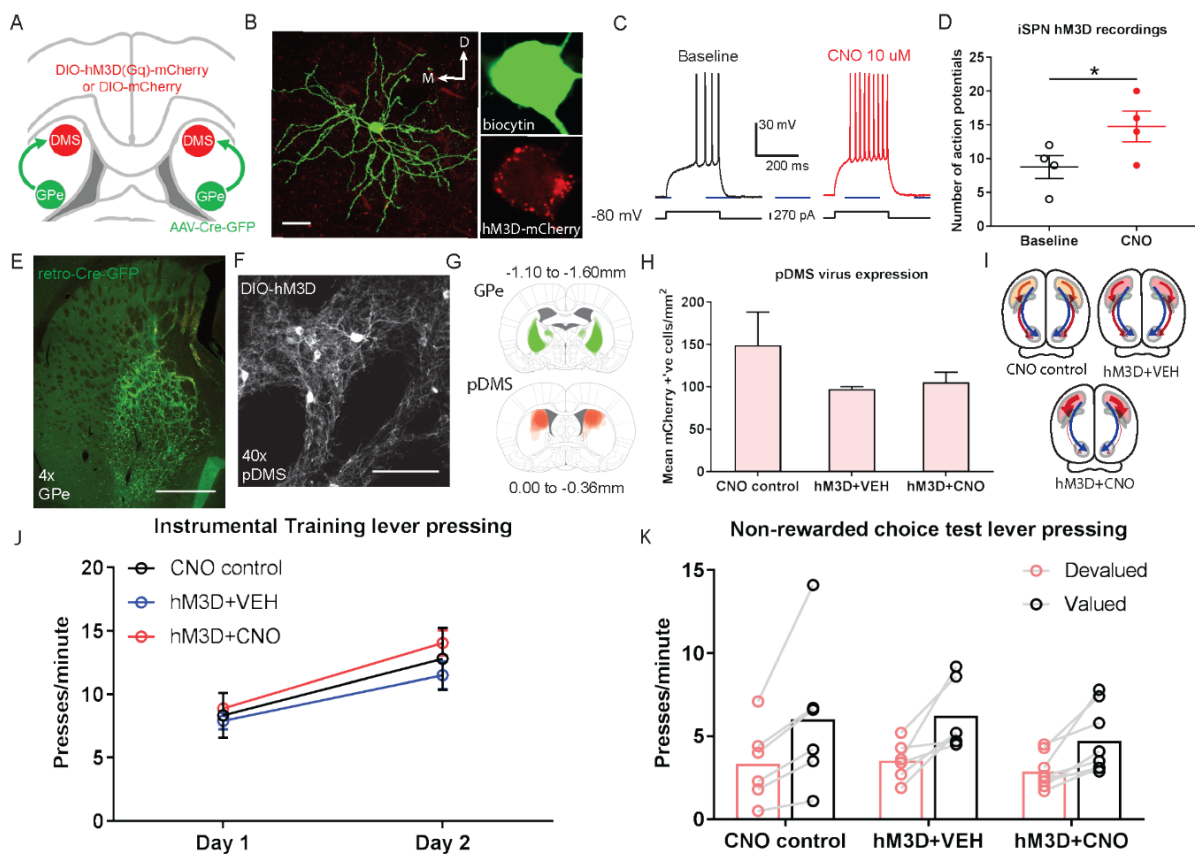 A
DIO-hM3D(Gq)-mCherry
or DIO-mCherry
DMS
DMS
GPe
GPe
AAV-Cre-GFP
B
D
M
biocytin
hM3D-mCherry
C
Baseline
CNO 10 uM
30 mV
200 ms
-80 mV
270 pA
D
iSPN hM3D recordings
Number of action potentials
25
20
15
10
5
0
*
Baseline
CNO
E
retro-Cre-GFP
4x
GPe
F
DIO-hM3D
40x
pDMS
G
-1.10 to -1.60mm
GPe
pDMS
0.00 to -0.36mm
H
pDMS virus expression
Mean mCherry +'ve cells/mm2
200
150
100
50
0
CNO control
hM3D+VEH
hM3D+CNO
I
CNO control
hM3D+VEH
hM3D+CNO
J
Instrumental Training lever pressing
Presses/minute
20
15
10
5
0
CNO control
hM3D+VEH
hM3D+CNO
Day 1
Day 2
K
Non-rewarded choice test lever pressing
Presses/minute
15
10
5
0
Devalued
Valued
CNO control
hM3D+VEH
hM3D+CNO